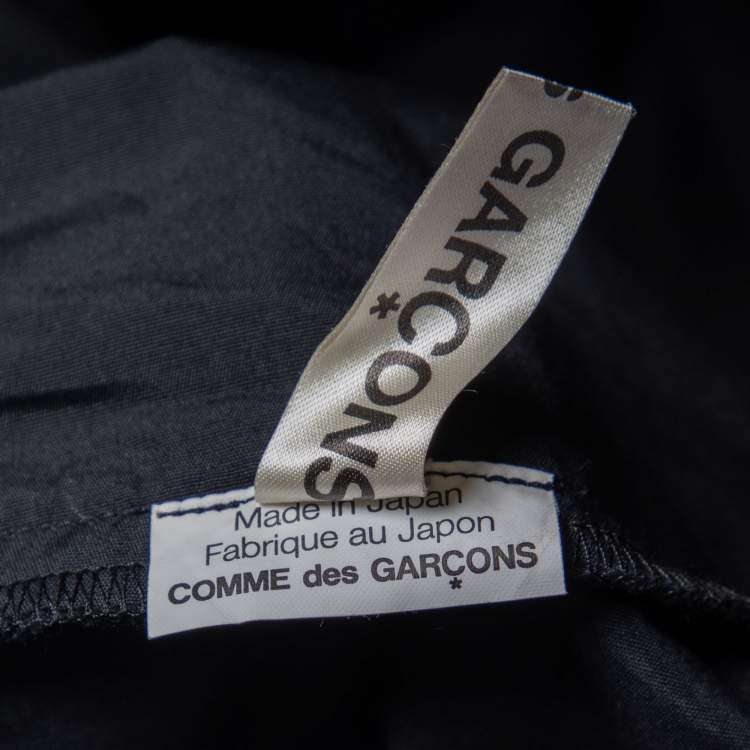 S GARÇONS
Made in Japan
Fabrique au Japon
COMME des GARÇONS